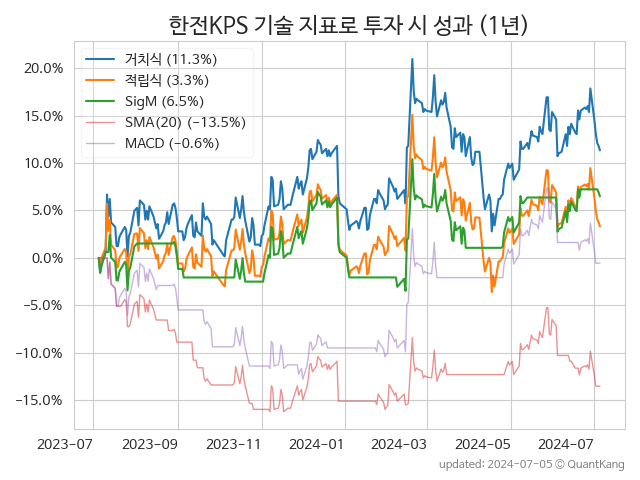 한전KPS 기술 지표로 투자 시 성과 (1년)
거치식 (11.3%)
적립식 (3.3%)
SigM (6.5%)
SMA(20) (−13.5%)
MACD (−0.6%)
20.0%
15.0%
10.0%
5.0%
0.0%
−5.0%
−10.0%
−15.0%
2023-07 2023-09 2023-11 2024-01 2024-03 2024-05 2024-07
updated: 2024-07-05 ⓒ QuantKang